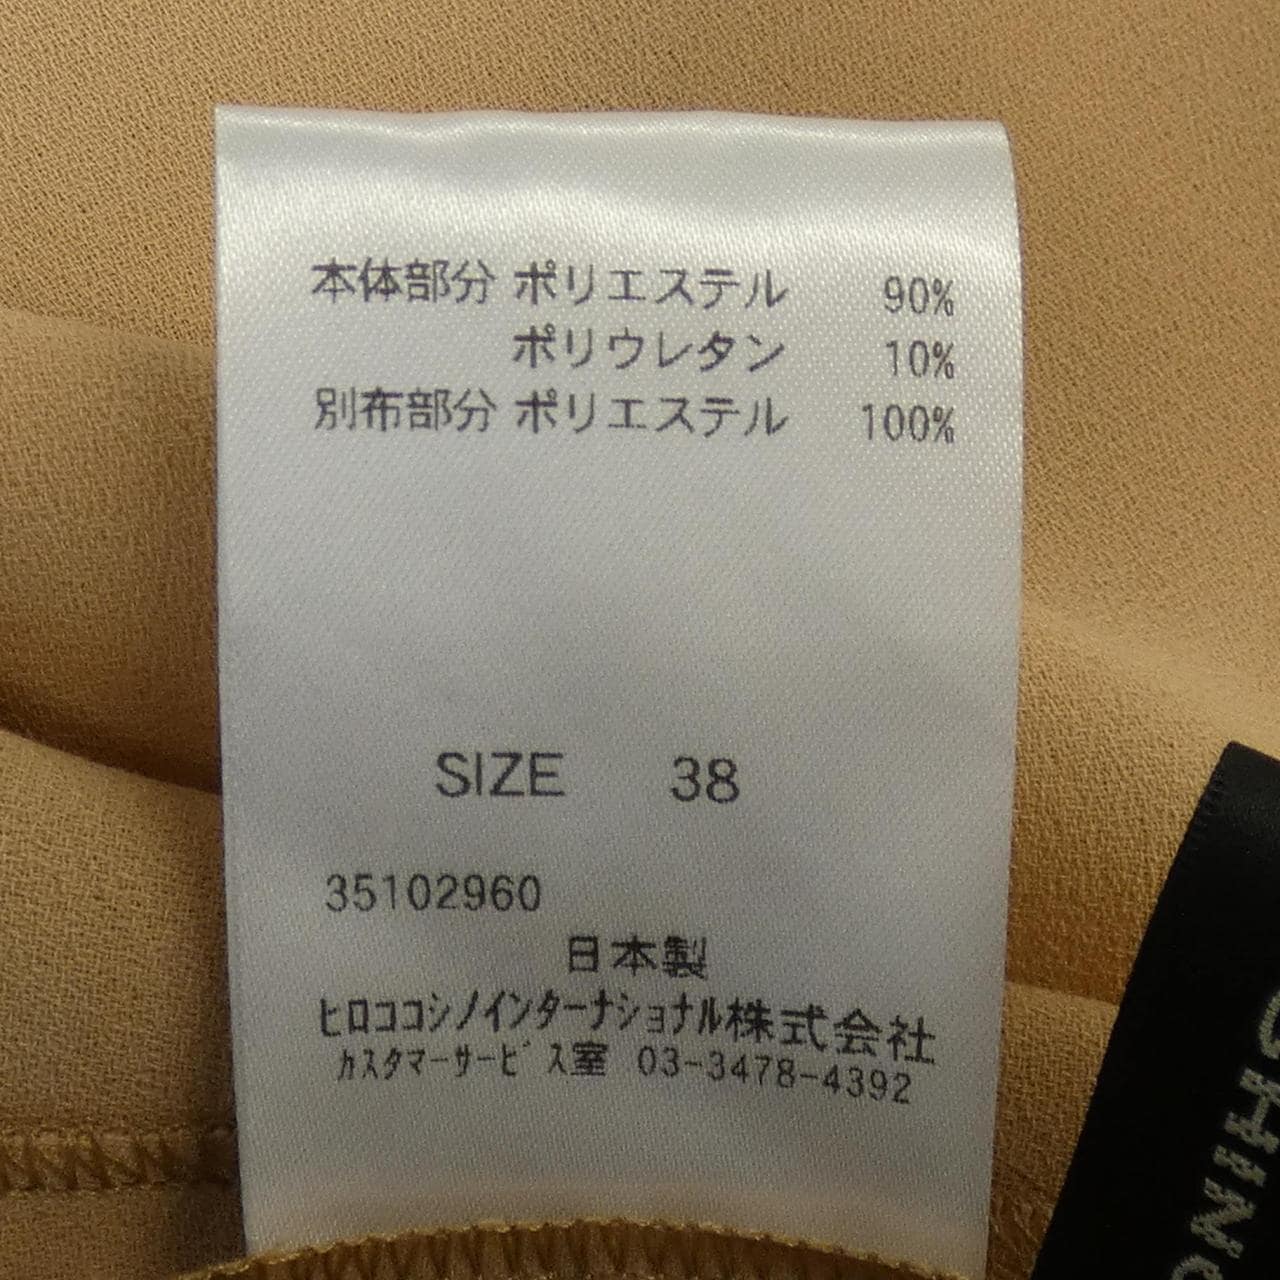 本体部分 ポリエステル 90%
ポリウレタン 10%
別布部分 ポリエステル 100%
SIZE 38
35102960
日本製
ヒロココシノインターナショナル株式会社
カスタマーサービス室 03-3478-4392
SHINO